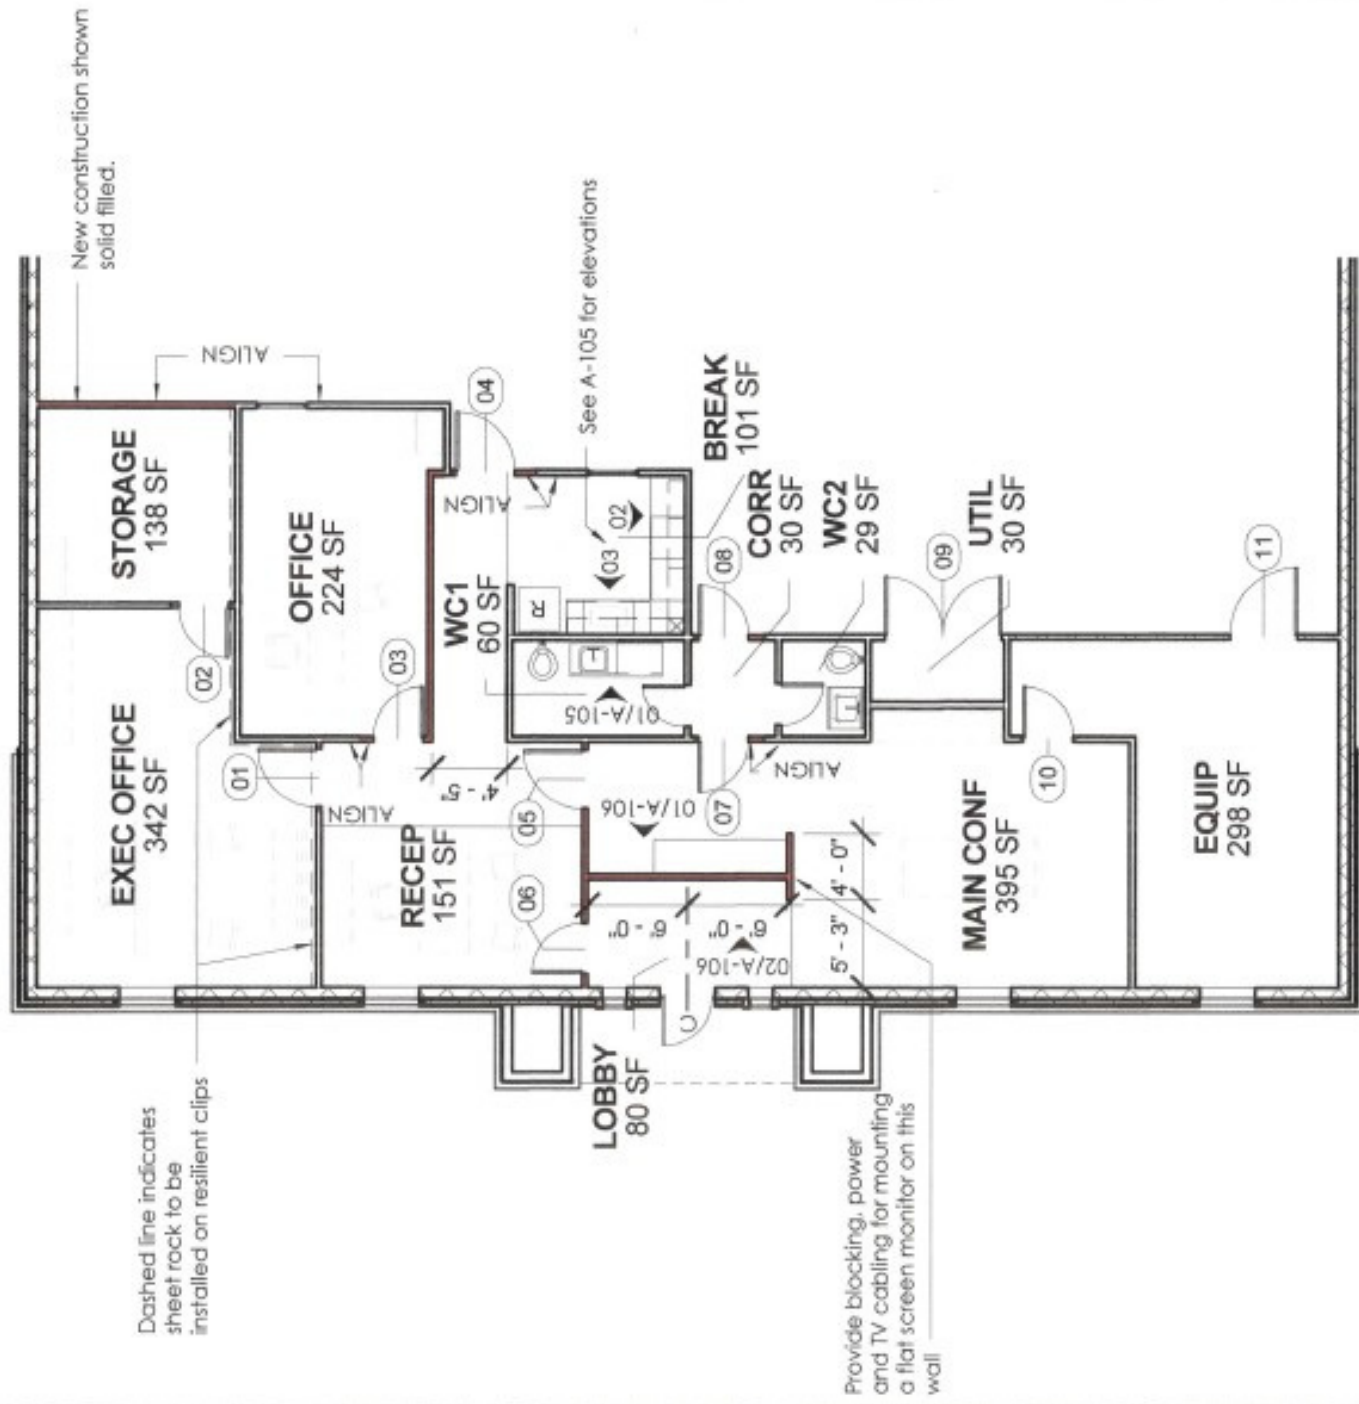 New construction shown
solid filled.
ALIGN
STORAGE
138 SF
OFFICE
224 SF
04
See A-105 for elevations
ALIGN
BREAK
101 SF
02
03
R
WC1
60 SF
08
CORR
30 SF
WC2
29 SF
09
UTIL
30 SF
11
EXEC OFFICE
342 SF
02
03
01
01/A-105
ALIGN
4' - 5"
ALIGN
10
RECEP
151 SF
05
01/A-106
07
06
6' - 0"
6' - 0"
02/A-106
4' - 0"
5' - 3"
MAIN CONF
395 SF
EQUIP
298 SF
LOBBY
80 SF
Dashed line indicates
sheet rock to be
installed on resilient clips
Provide blocking, power
and TV cabling for mounting
a flat screen monitor on this
wall